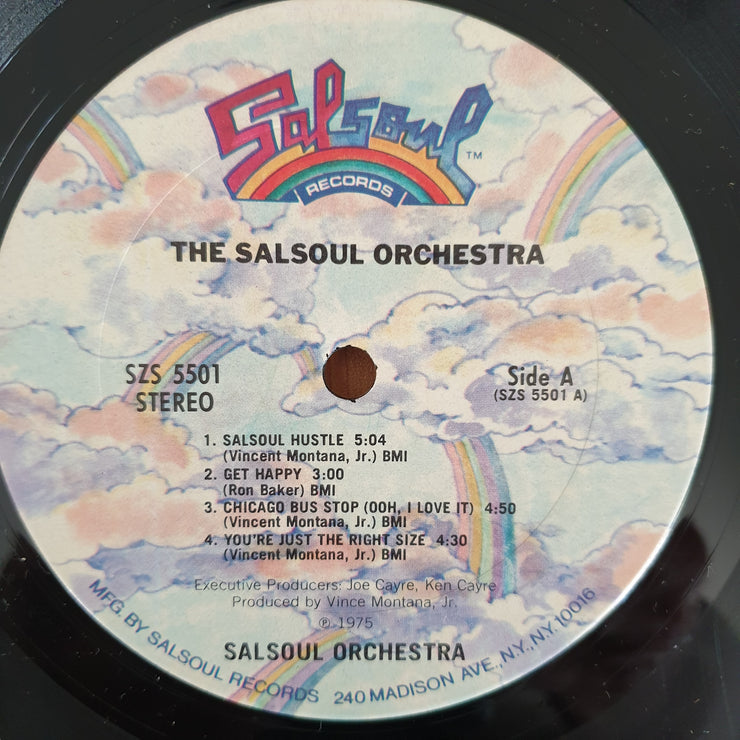 Salsoul TM
RECORDS
THE SALSOUL ORCHESTRA
SZS 5501
STEREO
Side A
(SZS 5501 A)
1. SALSOUL HUSTLE 5:04
(Vincent Montana, Jr.) BMI
2. GET HAPPY 3:00
(Ron Baker) BMI
3. CHICAGO BUS STOP (OOH, I LOVE IT) 4:50
(Vincent Montana, Jr.) BMI
4. YOU'RE JUST THE RIGHT SIZE 4:30
(Vincent Montana, Jr.) BMI
Executive Producers: Joe Cayre, Ken Cayre
Produced by Vince Montana, Jr.
℗ 1975
SALSOUL ORCHESTRA
MFG. BY SALSOUL RECORDS 240 MADISON AVE., NY., NY. 10016